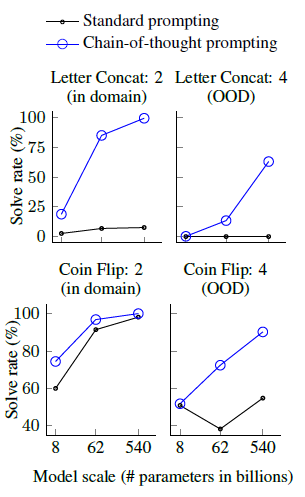 Standard prompting
Chain-of-thought prompting
Letter Concat: 2
(in domain)
Letter Concat: 4
(OOD)
Solve rate (%)
100
75
50
25
0
Coin Flip: 2
(in domain)
Coin Flip: 4
(OOD)
Solve rate (%)
100
80
60
40
8 62 540
8 62 540
Model scale (# parameters in billions)